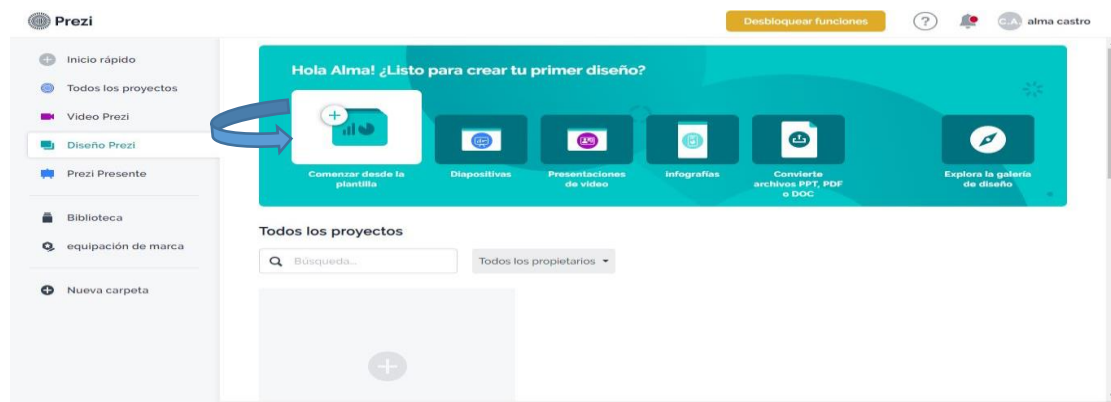 Prezi
Desbloquear funciones
?
C.A.
alma castro
Inicio rápido
Todos los proyectos
Video Prezi
Diseño Prezi
Prezi Presente
Biblioteca
equipación de marca
Nueva carpeta
Hola Alma! ¿Listo para crear tu primer diseño?
Comenzar desde la
plantilla
Diapositivas
Presentaciones
de video
infografías
Convierte
archivos PPT, PDF
o DOC
Explora la galería
de diseño
Todos los proyectos
Búsqueda...
Todos los propietarios